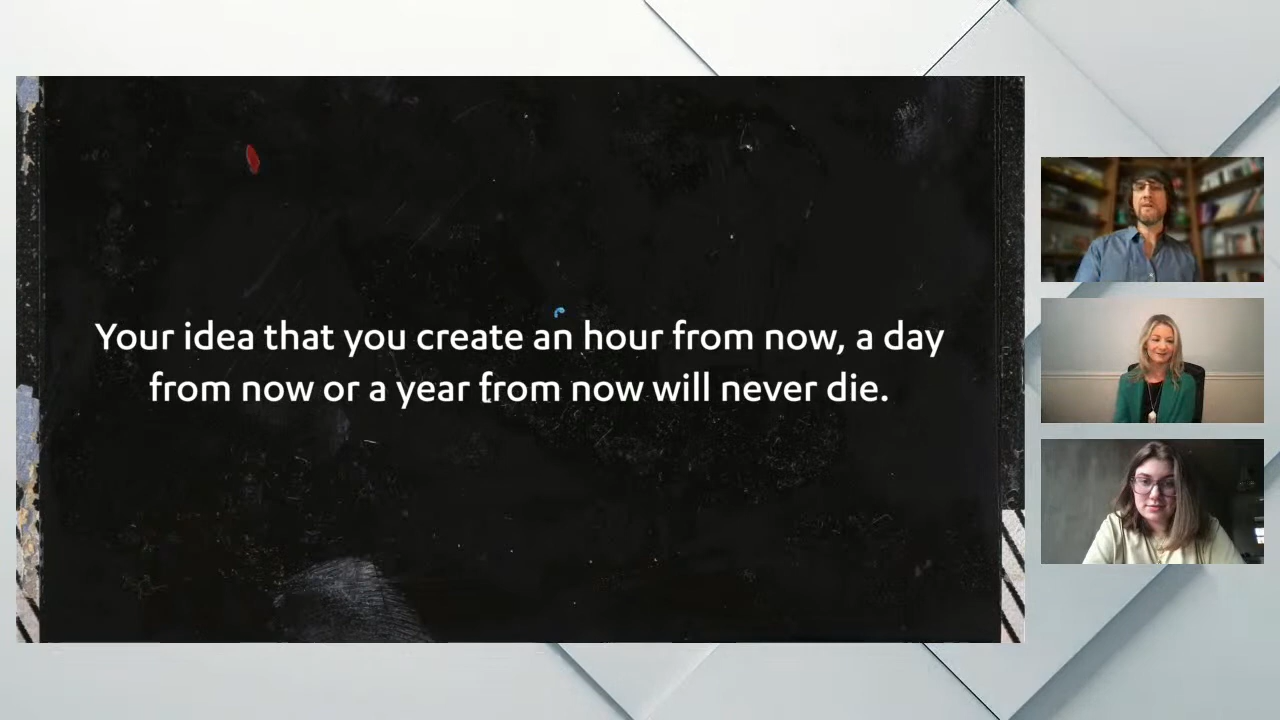 Your idea that you create an hour from now, a day
from now or a year from now will never die.